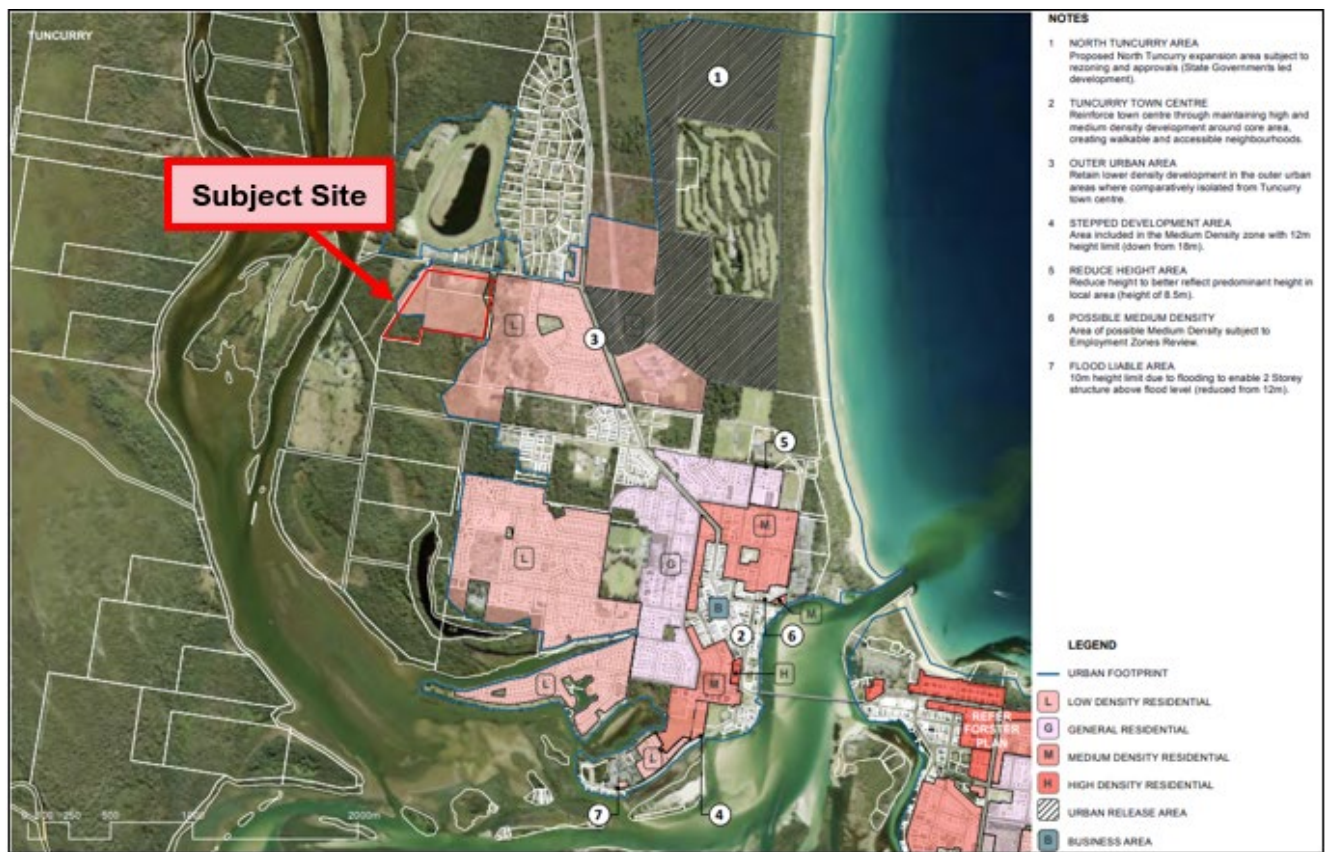 TUNCURRY
Subject Site
1
3
5
L
L
G
M
B
2
6
M
H
M
L
L
7
4
REFER
FORSTER
PLAN
250
1000
2000m
NOTES
1 NORTH TUNCURRY AREA
Proposed North Tuncurry expansion area subject to
rezoning and approvals (State Governments led
development).
2 TUNCURRY TOWN CENTRE
Reinforce town centre through maintaining high and
medium density development around core area,
creating walkable and accessible neighbourhoods.
3 OUTER URBAN AREA
Retain lower density development in the outer urban
areas where comparatively isolated from Tuncurry
town centre.
4 STEPPED DEVELOPMENT AREA
Area included in the Medium Density zone with 12m
height limit (down from 18m).
5 REDUCE HEIGHT AREA
Reduce height to better reflect predominant height in
local area (height of 8.5m).
6 POSSIBLE MEDIUM DENSITY
Area of possible Medium Density subject to
Employment Zones Review.
7 FLOOD LIABLE AREA
10m height limit due to flooding to enable 2 Storey
structure above flood level (reduced from 12m).
LEGEND
URBAN FOOTPRINT
L LOW DENSITY RESIDENTIAL
G GENERAL RESIDENTIAL
M MEDIUM DENSITY RESIDENTIAL
H HIGH DENSITY RESIDENTIAL
URBAN RELEASE AREA
B BUSINESS AREA